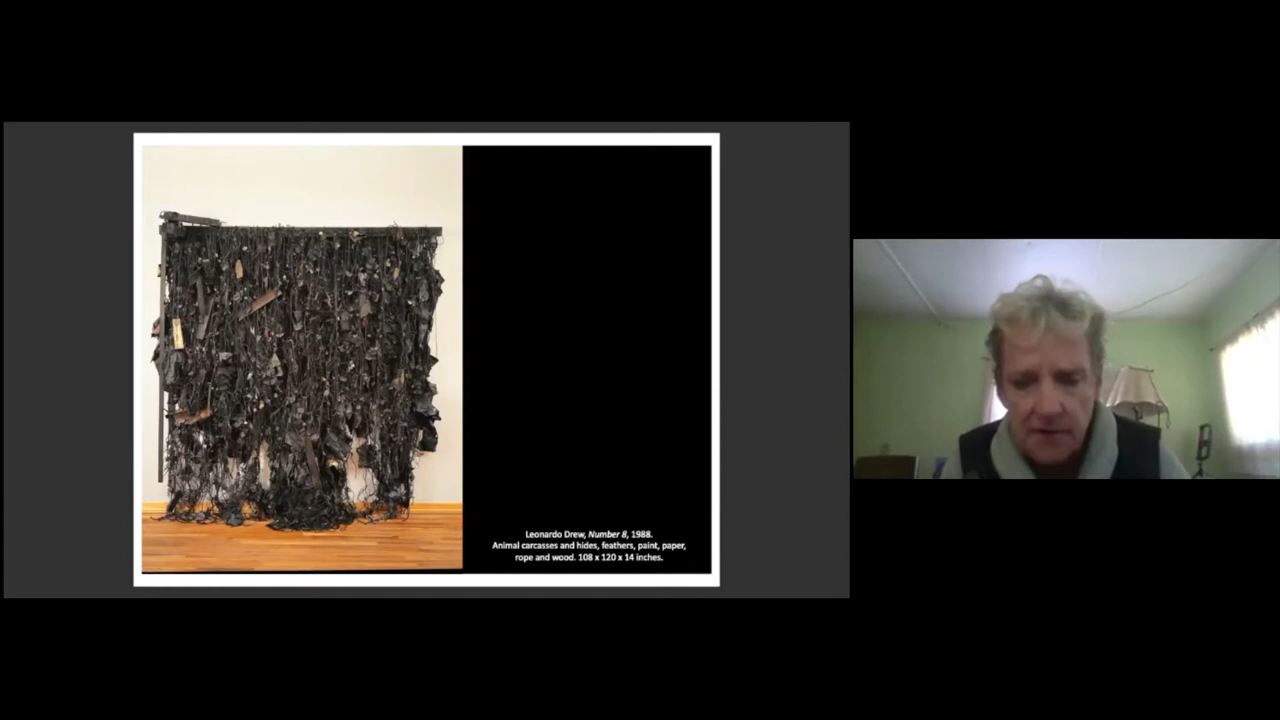 Leonardo Drew, Number 8, 1988.
Animal carcasses and hides, feathers, paint, paper,
rope and wood. 108 x 120 x 14 inches.